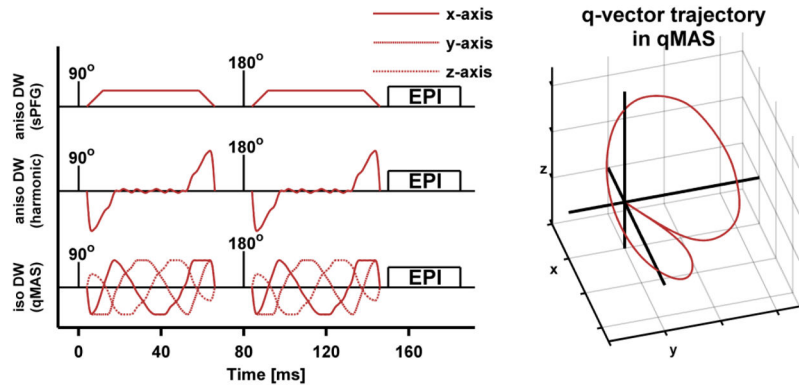 x-axis
y-axis
z-axis
q-vector trajectory
in qMAS
aniso DW
(sPFG)
90°
180°
EPI
aniso DW
(harmonic)
90°
180°
EPI
iso DW
(qMAS)
90°
180°
EPI
0 40 80 120 160
Time [ms]
z
x
y